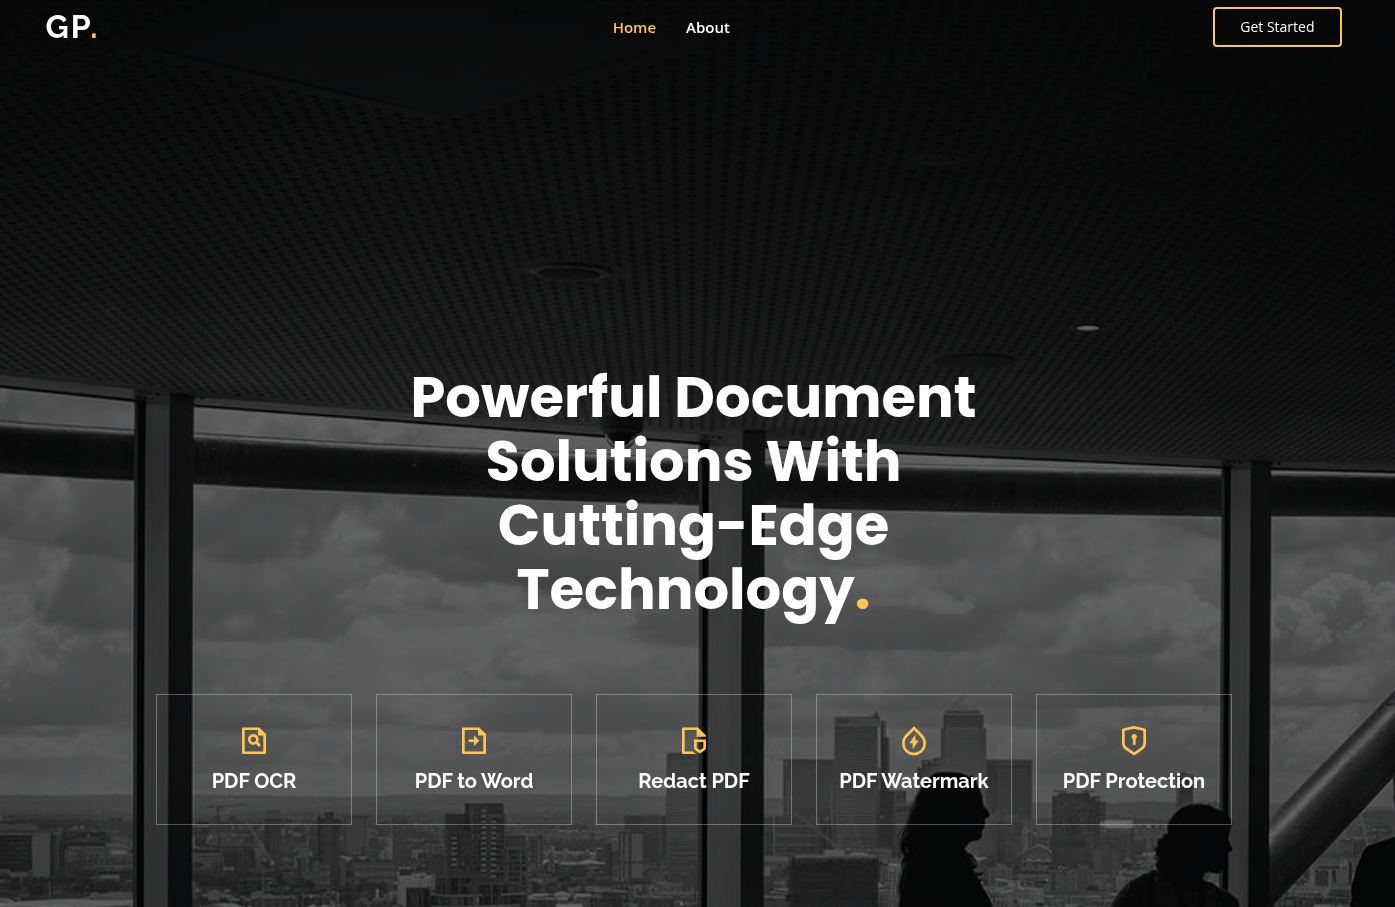 GP.
Home
About
Get Started
Powerful Document
Solutions With
Cutting-Edge
Technology.
PDF OCR
PDF to Word
Redact PDF
PDF Watermark
PDF Protection